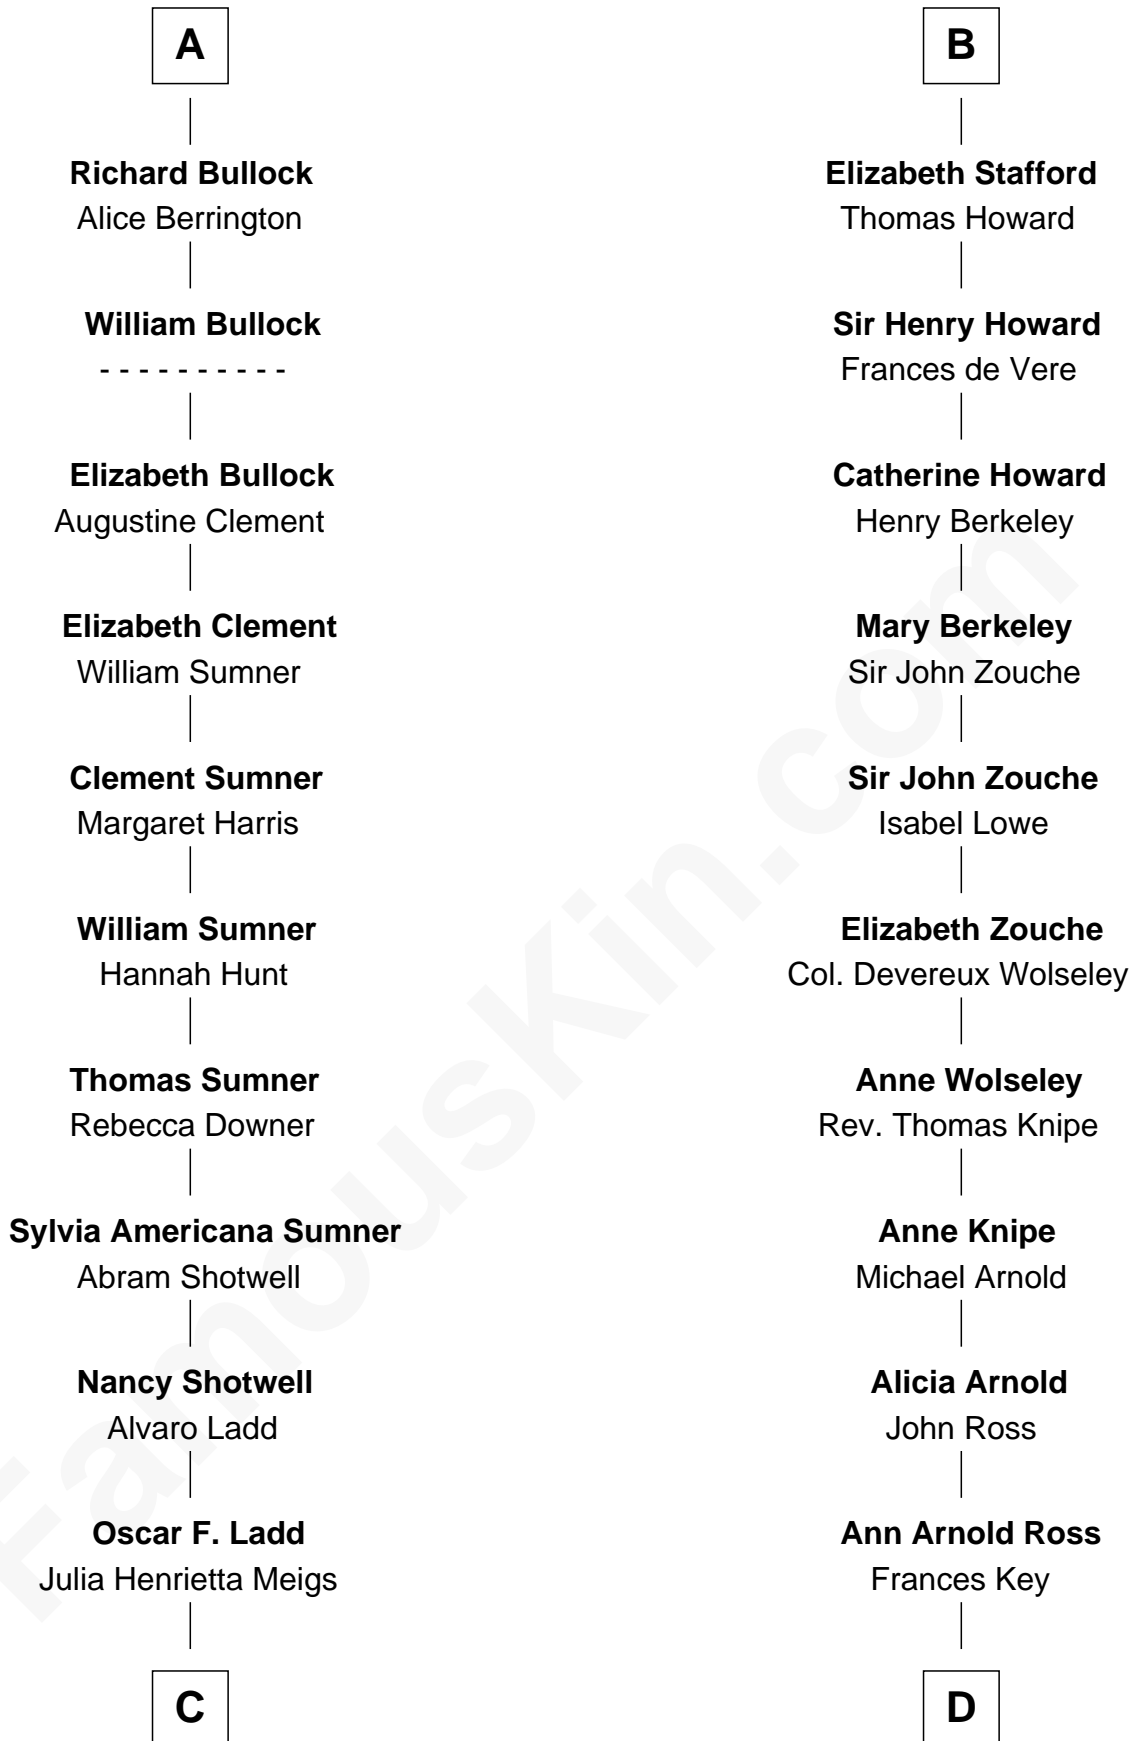 A
Richard Bullock
Alice Berrington
William Bullock
- - - - - - - - - -
Elizabeth Bullock
Augustine Clement
Elizabeth Clement
William Sumner
Clement Sumner
Margaret Harris
William Sumner
Hannah Hunt
Thomas Sumner
Rebecca Downer
Sylvia Americana Sumner
Abram Shotwell
Nancy Shotwell
Alvaro Ladd
Oscar F. Ladd
Julia Henrietta Meigs
C
B
Elizabeth Stafford
Thomas Howard
Sir Henry Howard
Frances de Vere
Catherine Howard
Henry Berkeley
Mary Berkeley
Sir John Zouche
Sir John Zouche
Isabel Lowe
Elizabeth Zouche
Col. Devereux Wolseley
Anne Wolseley
Rev. Thomas Knipe
Anne Knipe
Michael Arnold
Alicia Arnold
John Ross
Ann Arnold Ross
Frances Key
D
FamousKin.com